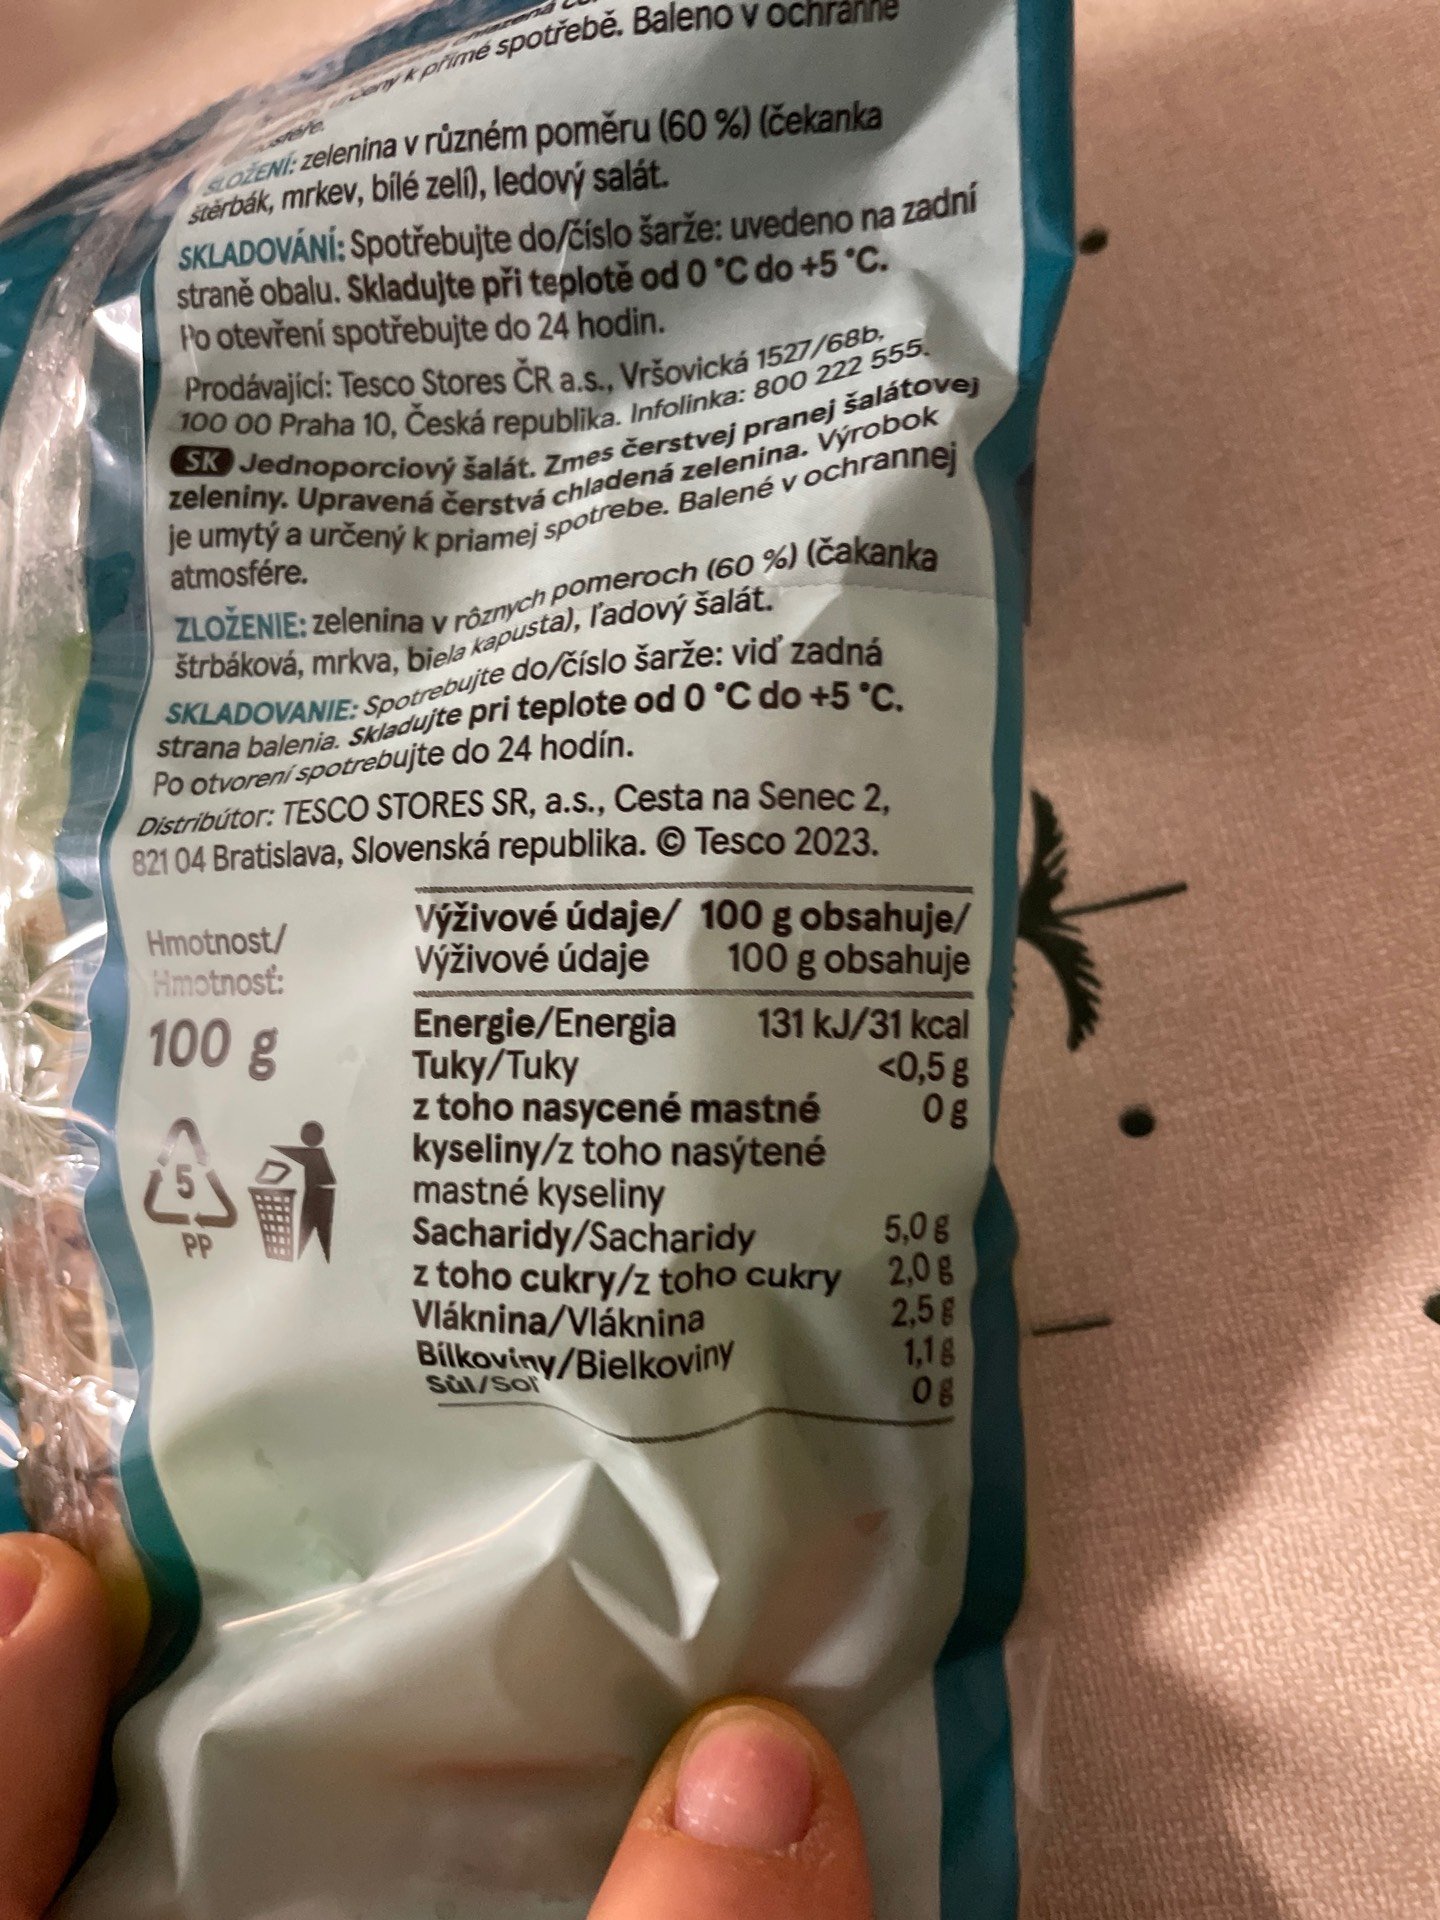 k přímé spotřebě. Baleno v ochranné
SLOŽENÍ: zelenina v různém poměru (60 %) (čekanka
štěrbák, mrkev, bílé zelí), ledový salát.
SKLADOVÁNÍ: Spotřebujte do/číslo šarže: uvedeno na zadní
straně obalu. Skladujte při teplotě od 0 °C do +5 °C.
Po otevření spotřebujte do 24 hodin.
Prodávající: Tesco Stores ČR a.s., Vršovická 1527/68b,
100 00 Praha 10, Česká republika. Infolinka: 800 222 555.
SK Jednoporciový šalát. Zmes čerstvej pranej šalátovej
zeleniny. Upravená čerstvá chladená zelenina. Výrobok
je umytý a určený k priamej spotrebe. Balené v ochrannej
atmosfére.
ZLOŽENIE: zelenina v rôznych pomeroch (60 %) (čakanka
štrbáková, mrkva, biela kapusta), ľadový šalát.
SKLADOVANIE: Spotrebujte do/číslo šarže: viď zadná
strana balenia. Skladujte pri teplote od 0 °C do +5 °C.
Po otvorení spotrebujte do 24 hodín.
Distribútor: TESCO STORES SR, a.s., Cesta na Senec 2,
821 04 Bratislava, Slovenská republika. © Tesco 2023.
Hmotnost/
Hmotnosť:
100 g
5
PP
Výživové údaje/ 100 g obsahuje/
Výživové údaje 100 g obsahuje
Energie/Energia 131 kJ/31 kcal
Tuky/Tuky <0,5 g
z toho nasycené mastné 0 g
kyseliny/z toho nasýtené
mastné kyseliny
Sacharidy/Sacharidy 5,0 g
z toho cukry/z toho cukry 2,0 g
Vláknina/Vláknina 2,5 g
Bílkoviny/Bielkoviny 1,1 g
Sůl/Soľ 0 g